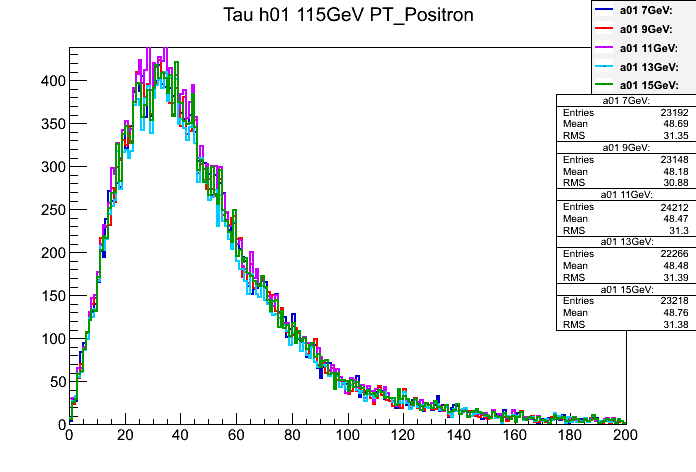 Tau h01 115GeV PT_Positron
a01 7GeV:
a01 9GeV:
a01 11GeV:
a01 13GeV:
a01 15GeV:
a01 7GeV:
Entries 23192
Mean 48.69
RMS 31.35
a01 9GeV:
Entries 23148
Mean 48.18
RMS 30.88
a01 11GeV:
Entries 24212
Mean 48.47
RMS 31.3
a01 13GeV:
Entries 22266
Mean 48.48
RMS 31.39
a01 15GeV:
Entries 23218
Mean 48.76
RMS 31.38
400
350
300
250
200
150
100
50
0
0 20 40 60 80 100 120 140 160 180 200